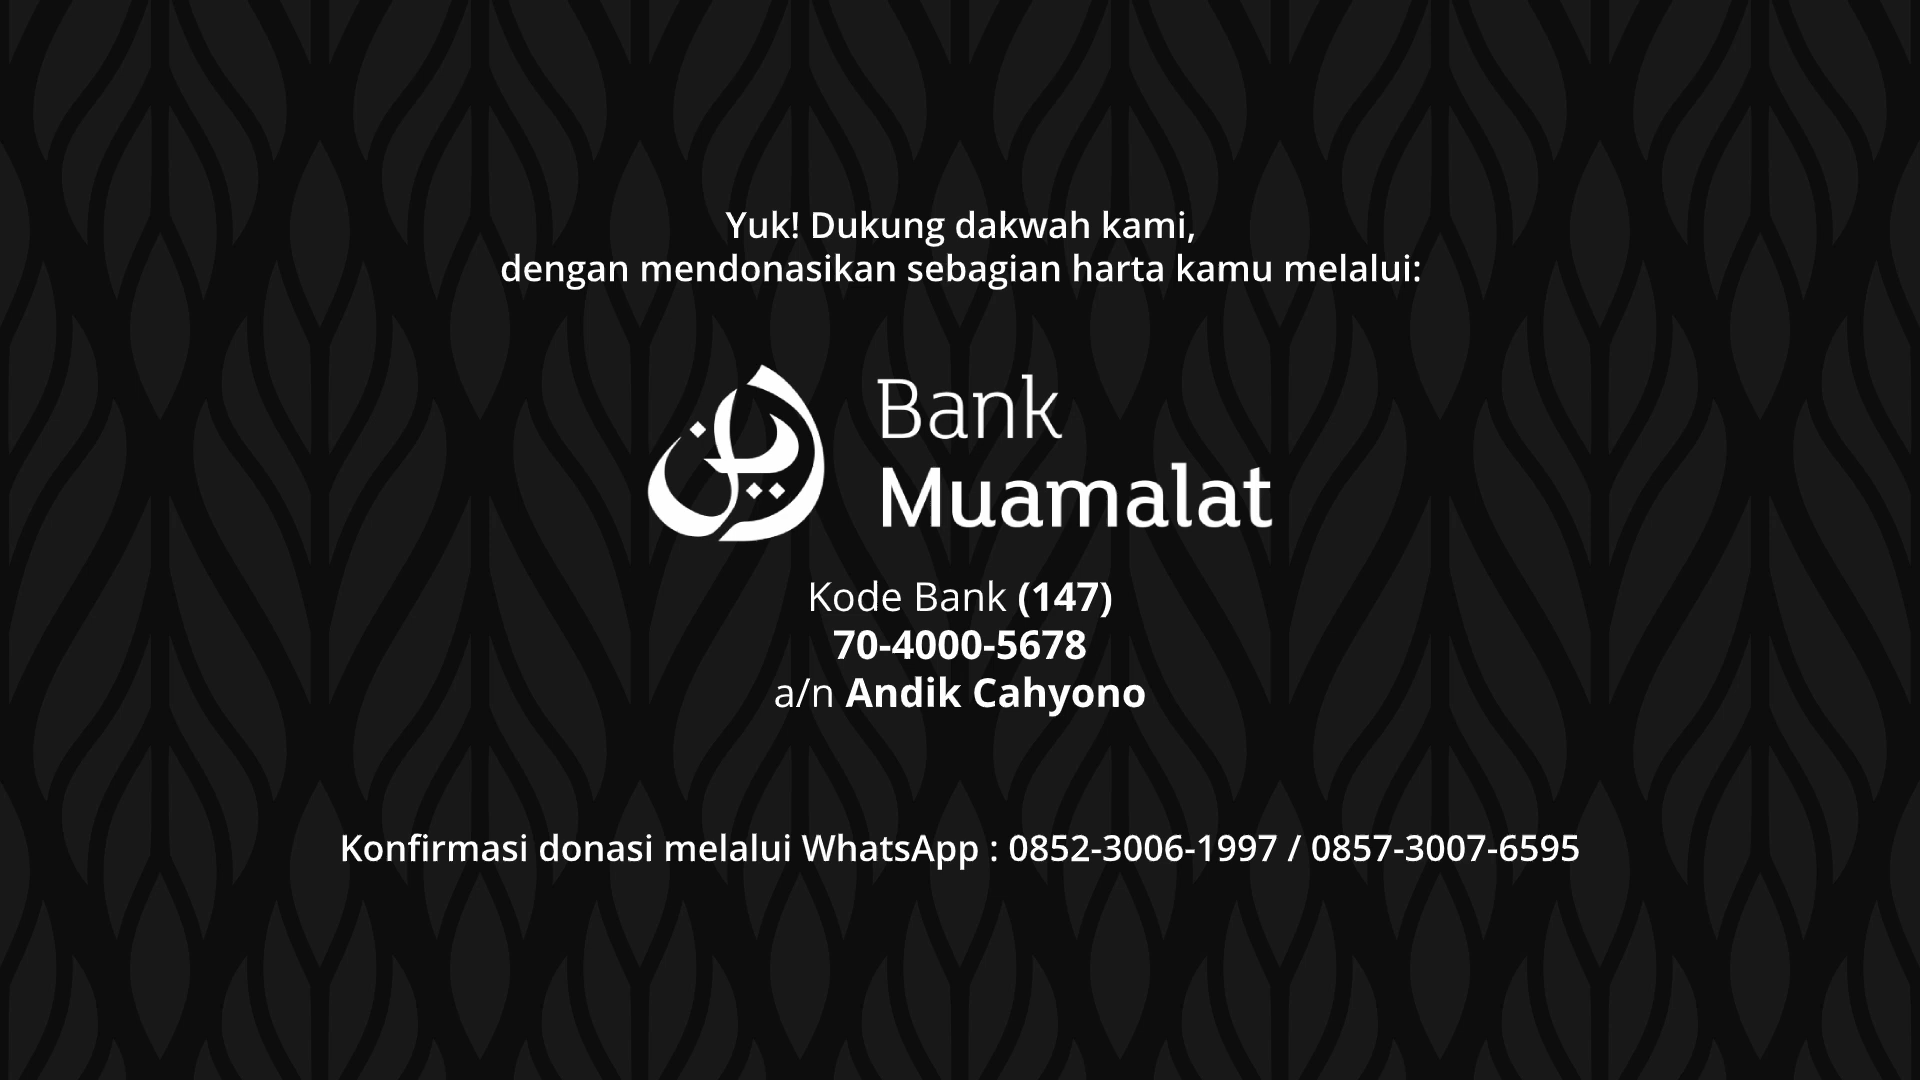 Yuk! Dukung dakwah kami,
dengan mendonasikan sebagian harta kamu melalui:
Bank
Muamalat
Kode Bank (147)
70-4000-5678
a/n Andik Cahyono
Konfirmasi donasi melalui WhatsApp : 0852-3006-1997 / 0857-3007-6595